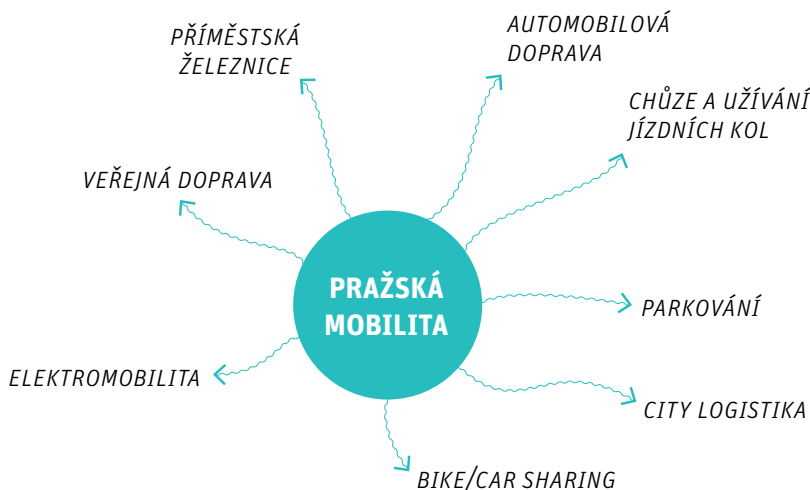 PŘÍMĚSTSKÁ
ŽELEZNICE
AUTOMOBILOVÁ
DOPRAVA
CHŮZE A UŽÍVÁNÍ
JÍZDNÍCH KOL
VEŘEJNÁ DOPRAVA
PRAŽSKÁ
MOBILITA
PARKOVÁNÍ
ELEKTROMOBILITA
CITY LOGISTIKA
BIKE/CAR SHARING